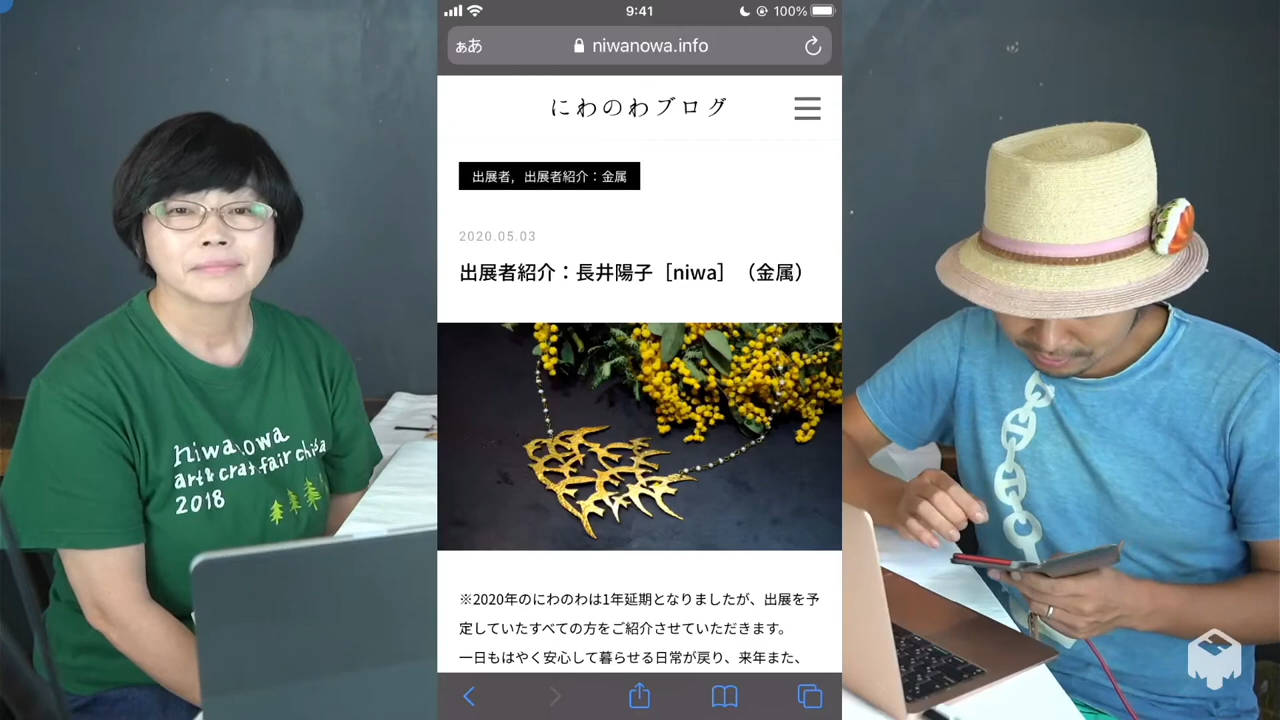 9:41
100%
ぁあ
niwanowa.info
にわのわブログ
出展者, 出展者紹介：金属
2020.05.03
出展者紹介：長井陽子［niwa］（金属）
※2020年のにわのわは1年延期となりましたが、出展を予
定していたすべての方をご紹介させていただきます。
一日もはやく安心して暮らせる日常が戻り、来年また、
niwanowa
art & craft fair chiba
2018